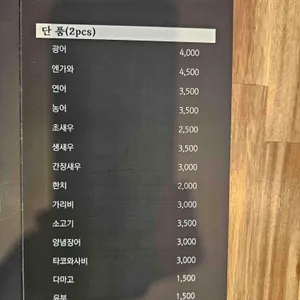 단 품(2pcs)
광어 4,000
엔가와 4,500
연어 3,500
농어 3,500
초새우 2,500
생새우 3,500
간장새우 3,000
한치 2,000
가리비 3,000
소고기 3,500
양념장어 3,000
타코와사비 3,000
다마고 1,500
유부 1,500